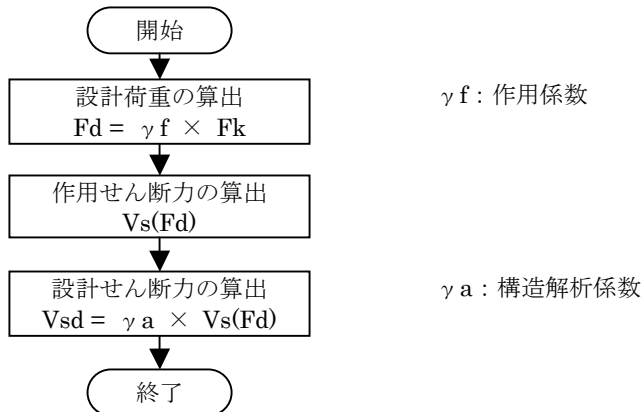 開始
設計荷重の算出
Fd = γf × Fk
γf：作用係数
作用せん断力の算出
Vs(Fd)
設計せん断力の算出
Vsd = γa × Vs(Fd)
γa：構造解析係数
終了